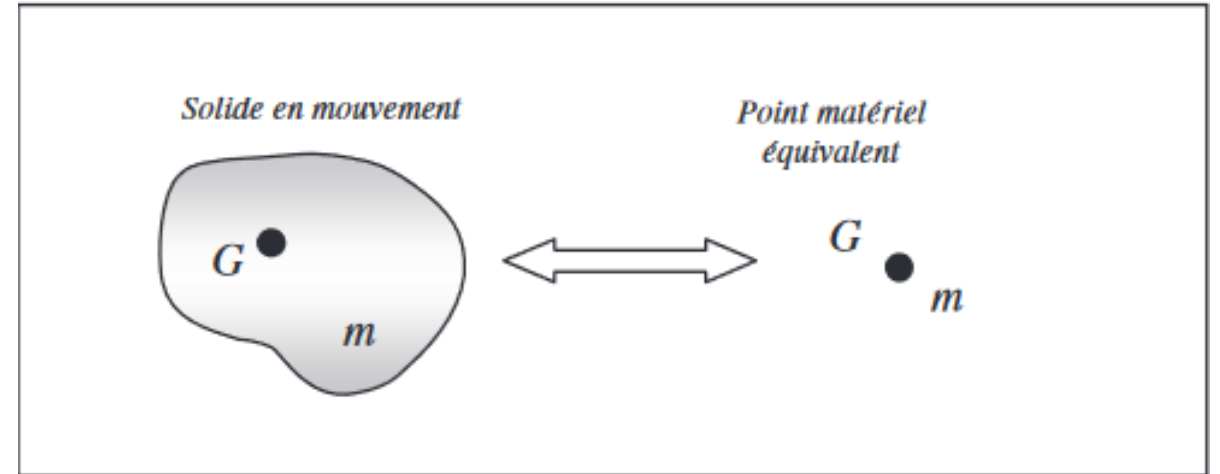 Solide en mouvement
Point matériel
équivalent
G
m
G
m